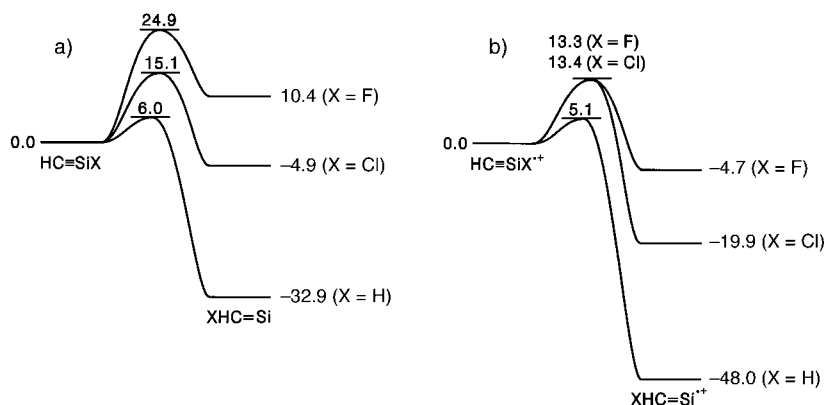 a)
24.9
15.1
6.0
0.0
HC≡SiX
10.4 (X = F)
−4.9 (X = Cl)
−32.9 (X = H)
XHC=Si
b)
13.3 (X = F)
13.4 (X = Cl)
5.1
0.0
HC≡SiX•+
−4.7 (X = F)
−19.9 (X = Cl)
−48.0 (X = H)
XHC=Si•+